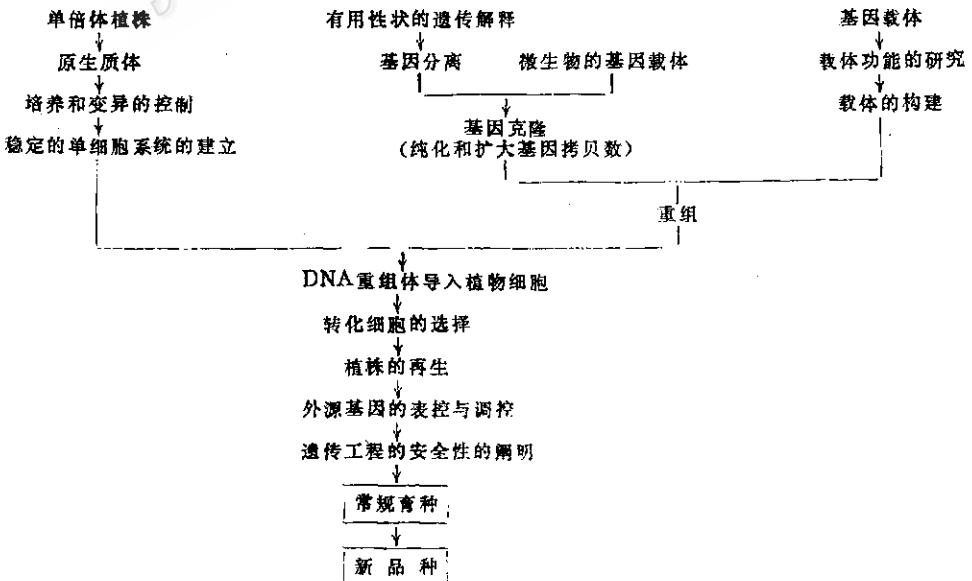 单倍体植株
有用性状的遗传解释
基因载体
原生质体
基因分离
微生物的基因载体
载体功能的研究
培养和变异的控制
载体的构建
基因克隆
稳定的单细胞系统的建立
（纯化和扩大基因拷贝数）
重组
DNA重组体导入植物细胞
转化细胞的选择
植株的再生
外源基因的表控与调控
遗传工程的安全性的阐明
常规育种
新品种